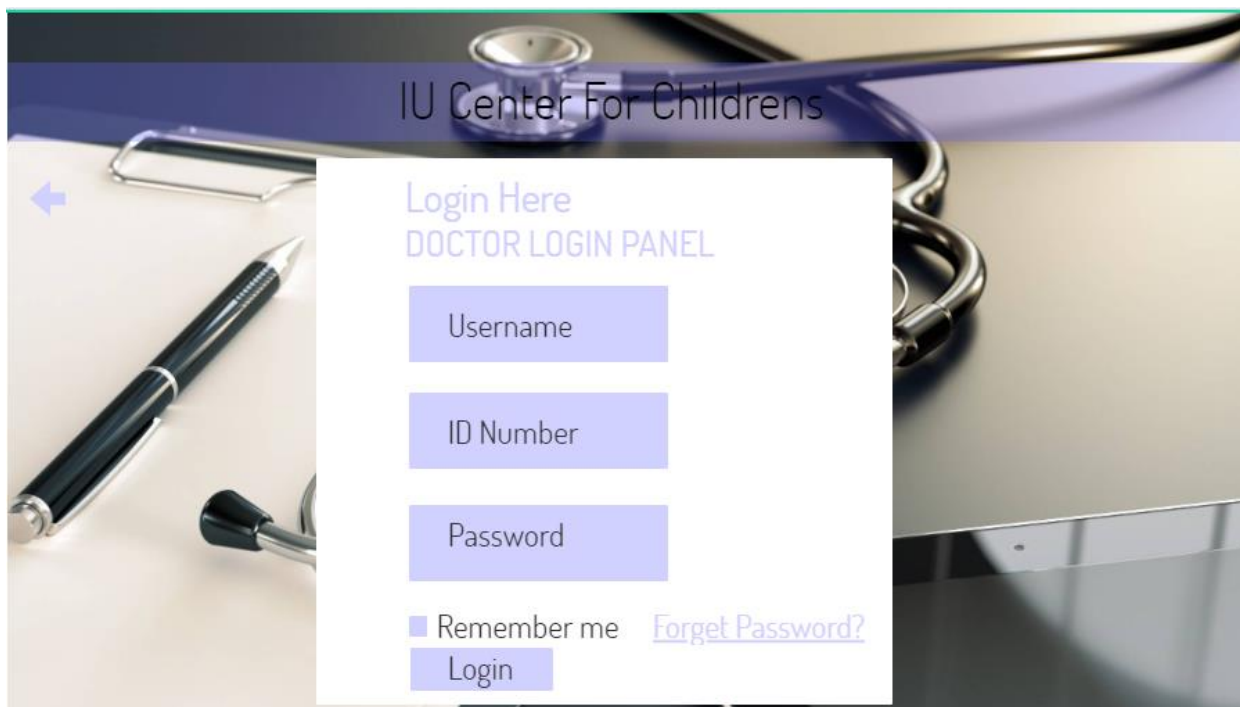 IU Center For Childrens
Login Here
DOCTOR LOGIN PANEL
Username
ID Number
Password
Remember me Forget Password?
Login